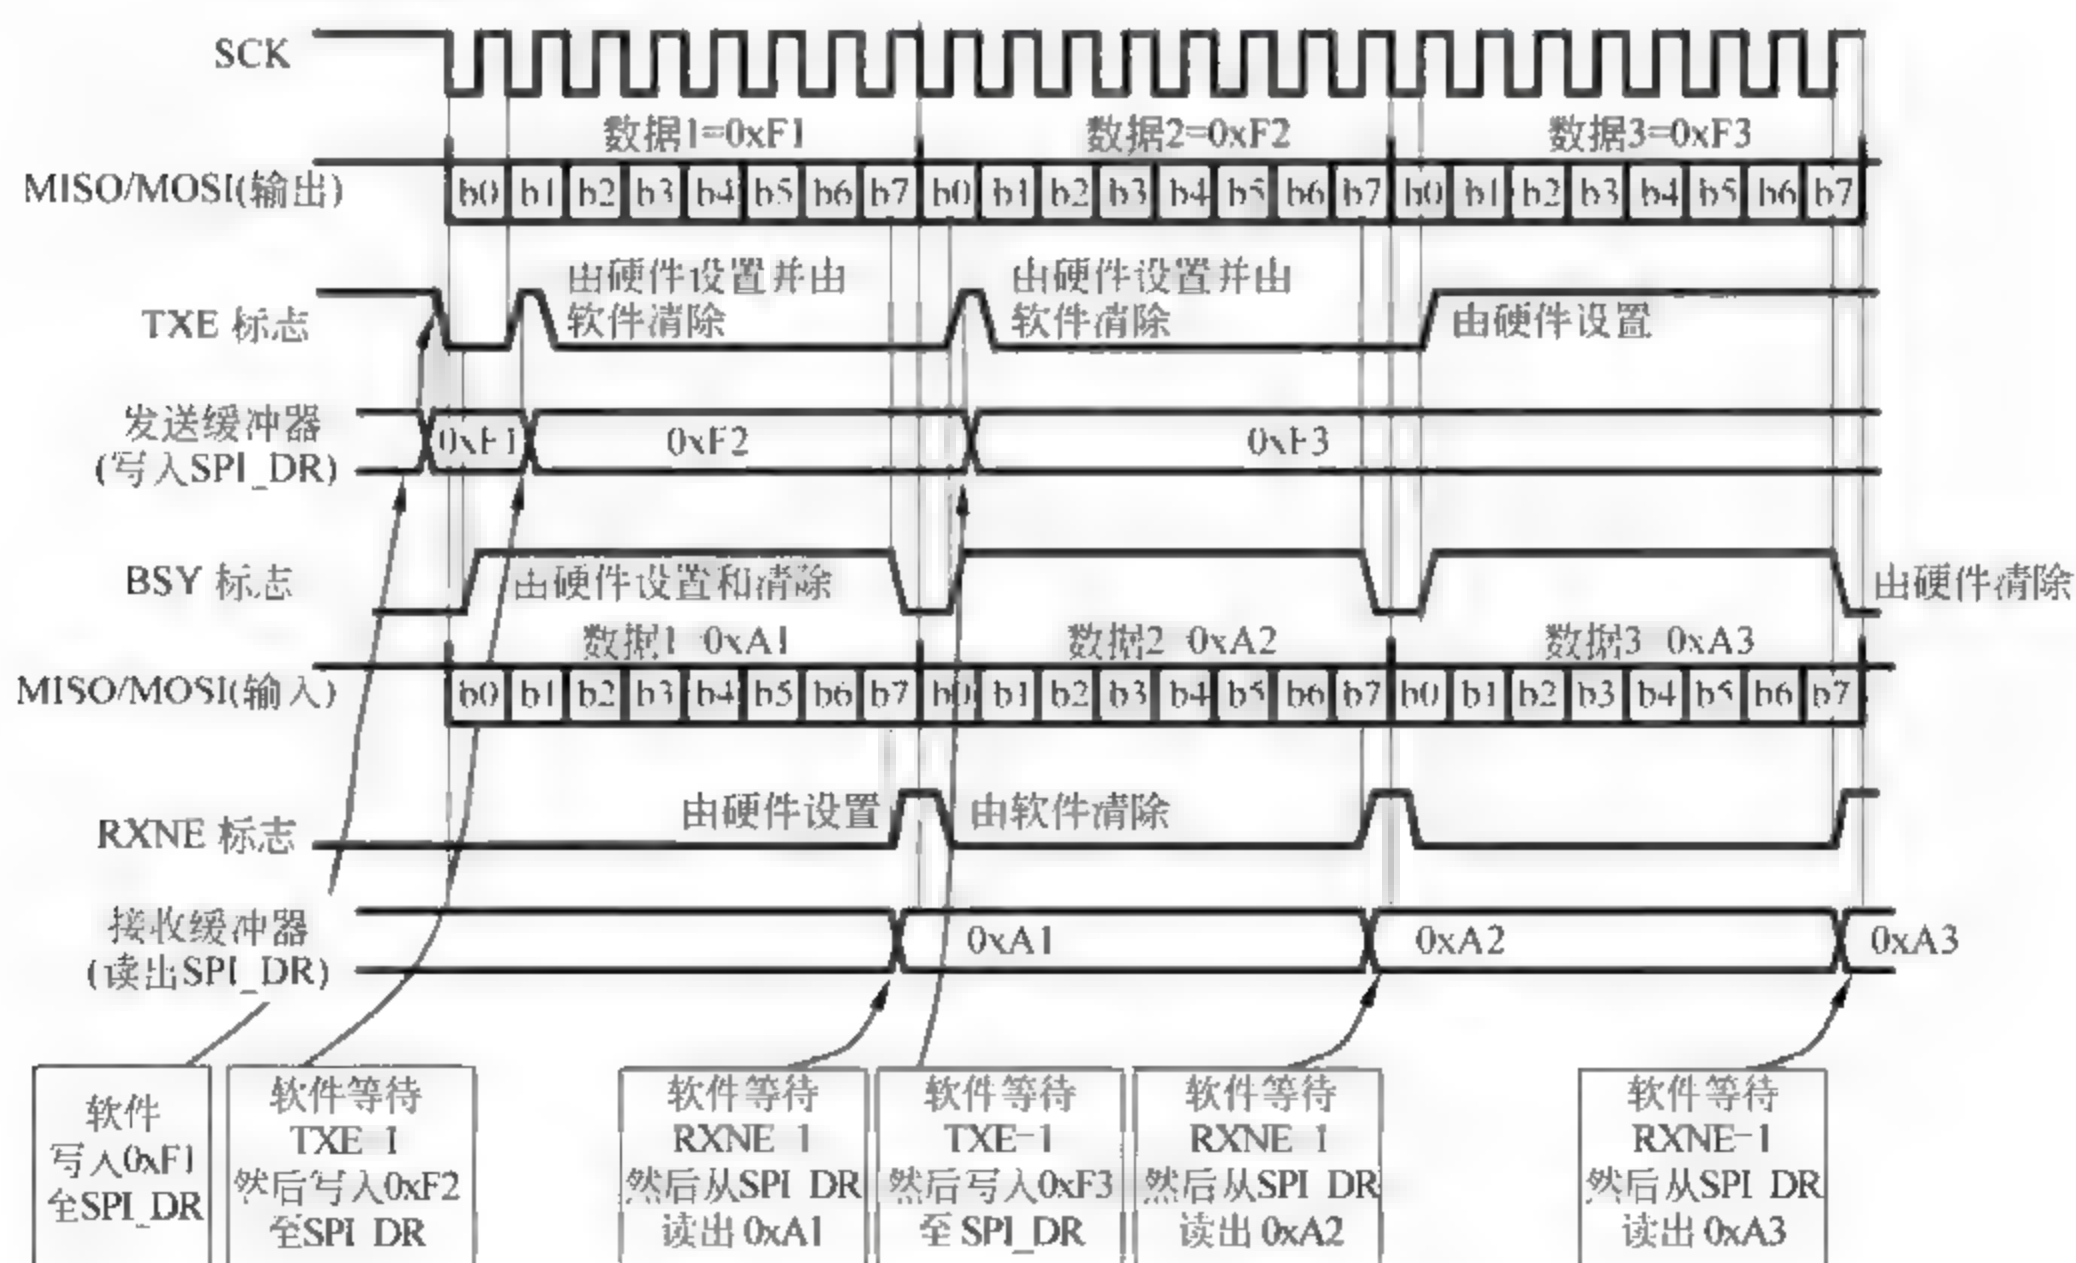 SCK
数据1=0xF1
数据2=0xF2
数据3=0xF3
MISO/MOSI(输出)
b0 b1 b2 b3 b4 b5 b6 b7 b0 b1 b2 b3 b4 b5 b6 b7 b0 b1 b2 b3 b4 b5 b6 b7
由硬件设置并由
软件清除
由硬件设置并由
软件清除
TXE 标志
由硬件设置
发送缓冲器
(写入SPI_DR)
0xF1
0xF2
0xF3
BSY 标志
由硬件设置和清除
由硬件清除
数据1 0xA1
数据2 0xA2
数据3 0xA3
MISO/MOSI(输入)
b0 b1 b2 b3 b4 b5 b6 b7 b0 b1 b2 b3 b4 b5 b6 b7 b0 b1 b2 b3 b4 b5 b6 b7
RXNE 标志
由硬件设置
由软件清除
接收缓冲器
(读出SPI_DR)
0xA1
0xA2
0xA3
软件
写入0xF1
至SPI_DR
软件等待
TXE-1
然后写入0xF2
至SPI DR
软件等待
RXNE 1
然后从SPI DR
读出 0xA1
软件等待
TXE-1
然后写入0xF3
至 SPI_DR
软件等待
RXNE 1
然后从SPI DR
读出 0xA2
软件等待
RXNE-1
然后从SPI DR
读出 0xA3